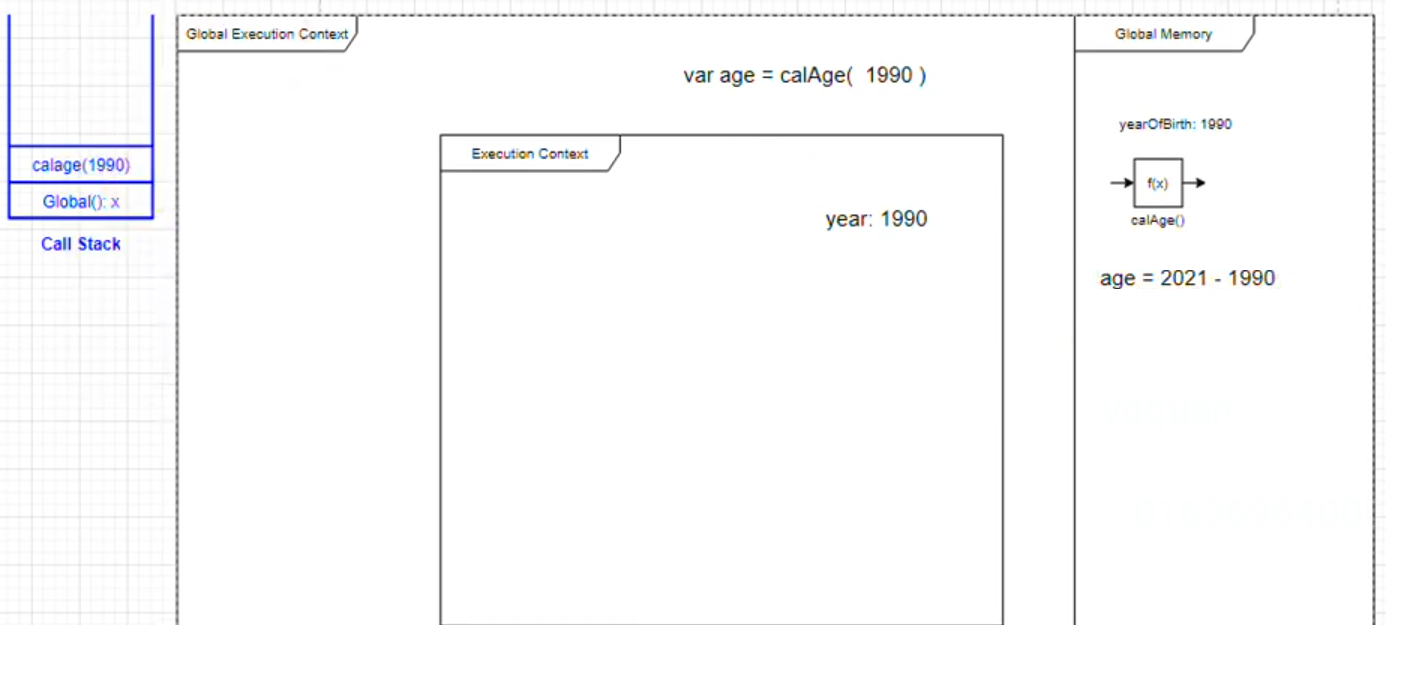 Global Execution Context
Global Memory
var age = calAge( 1990 )
yearOfBirth: 1990
Execution Context
calage(1990)
f(x)
Global(): x
calAge()
year: 1990
Call Stack
age = 2021 - 1990